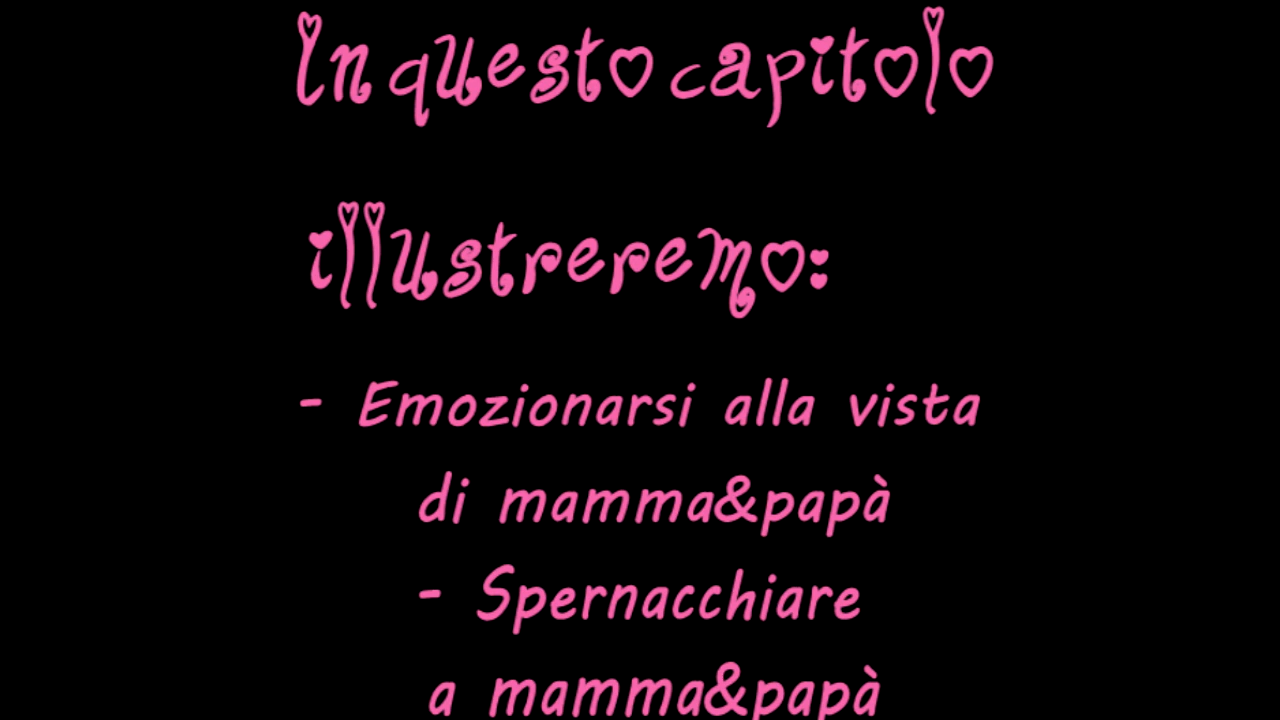 In questo capitolo
illustreremo:
- Emozionarsi alla vista
di mamma&papà
- Spernacchiare
a mamma&papà